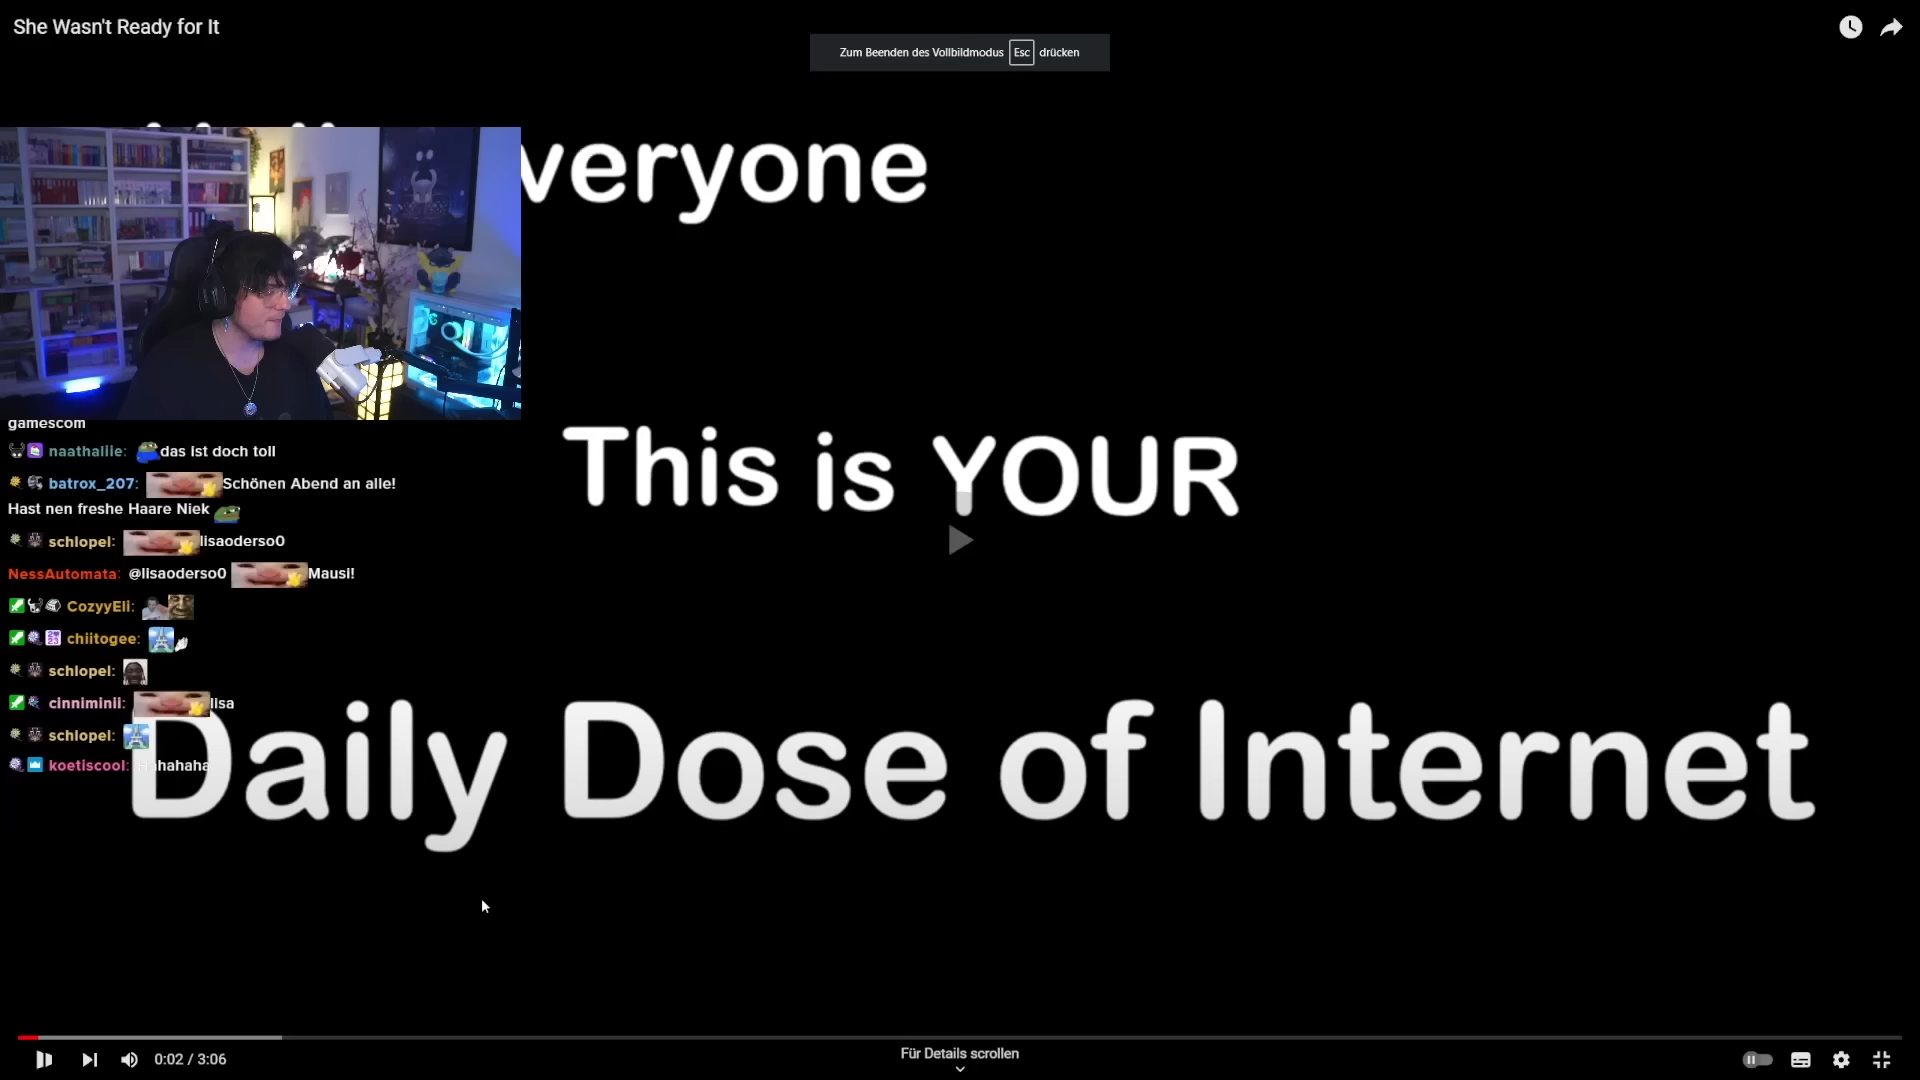 She Wasn't Ready for It
Zum Beenden des Vollbildmodus Esc drücken
veryone
This is YOUR
Daily Dose of Internet
gamescom
naathaliie: das ist doch toll
batrox_207: Schönen Abend an alle!
Hast nen freshe Haare Niek
schlopel: lisaoderso0
NessAutomata: @lisaoderso0 Mausi!
CozyyEli:
chiitogee:
schlopel:
cinniminii: lisa
schlopel:
koetiscool: hahaha
0:02 / 3:06
Für Details scrollen